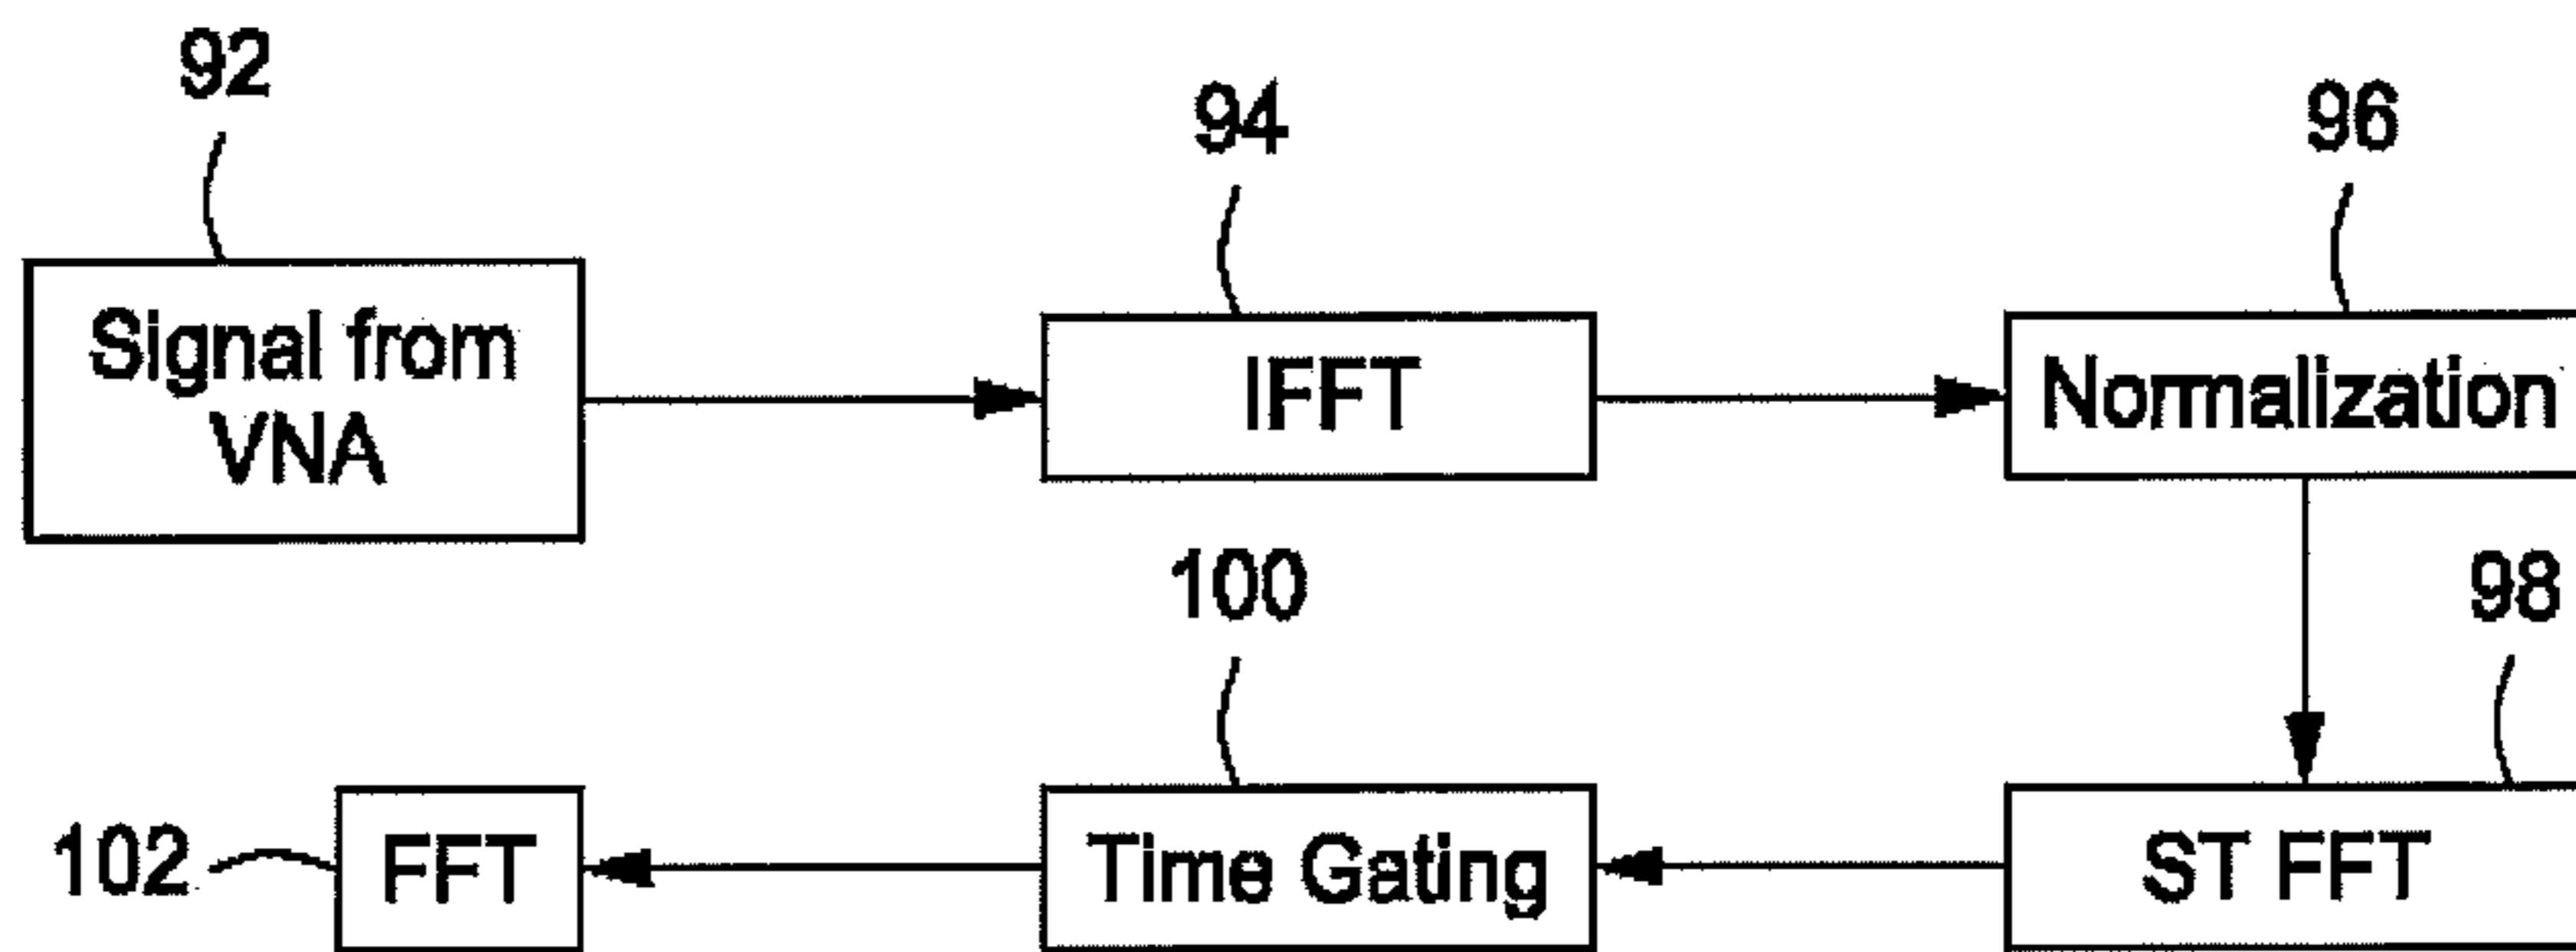 92
94
96
Signal from
VNA
IFFT
Normalization
100
98
102
FFT
Time Gating
ST FFT